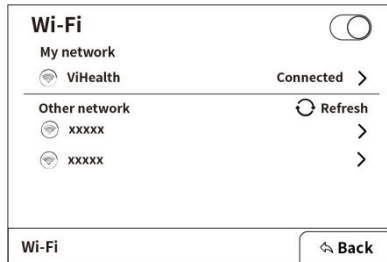 Wi-Fi
My network
ViHealth Connected
Other network Refresh
xxxxx
xxxxx
Wi-Fi Back